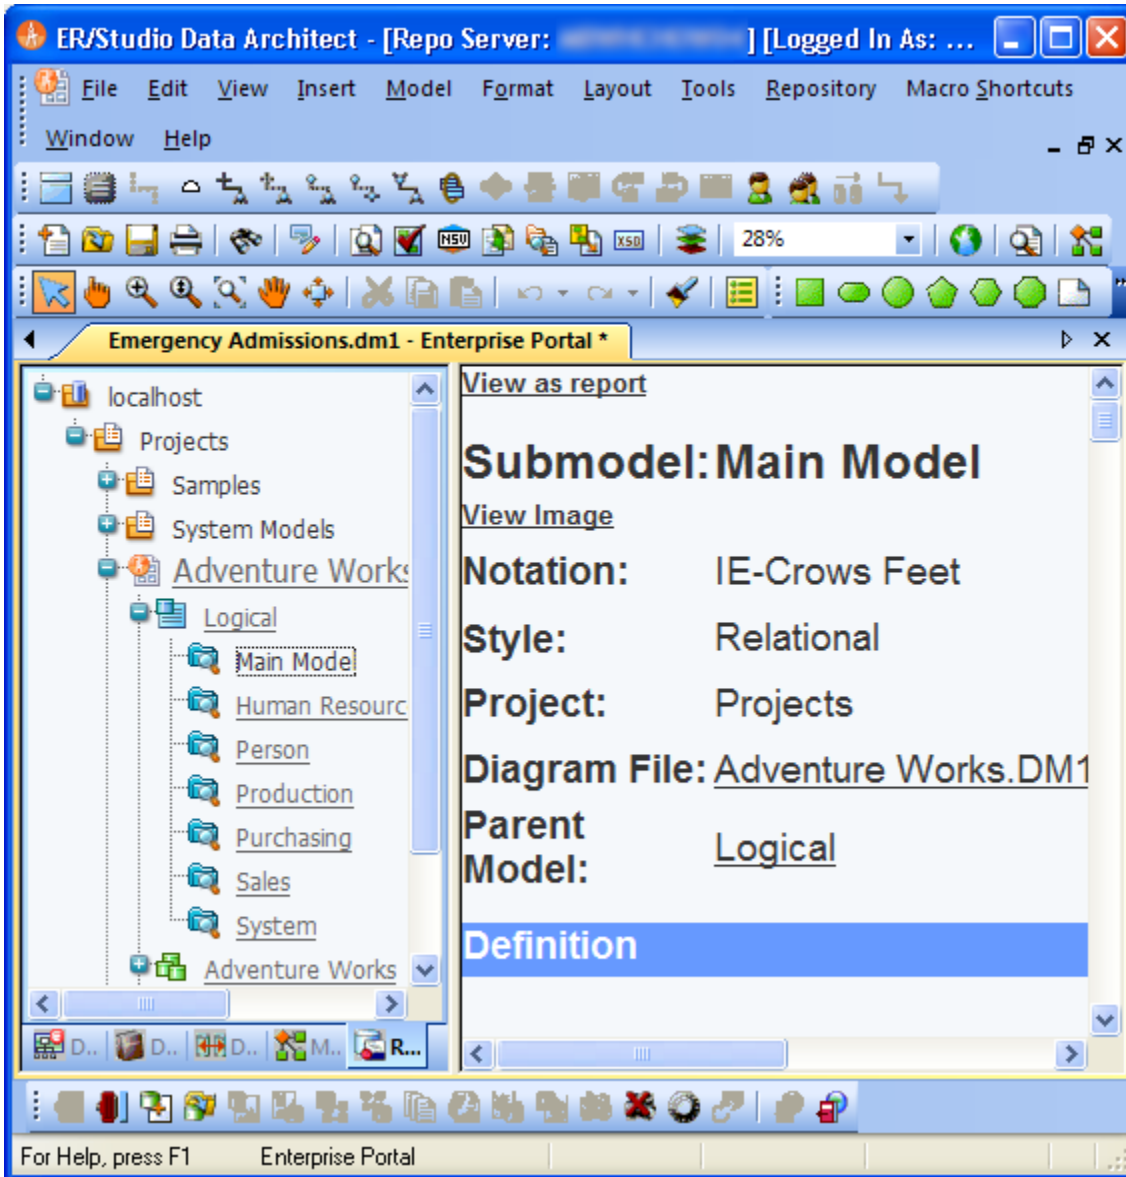 ER/Studio Data Architect - [Repo Server: ] [Logged In As: ...
File Edit View Insert Model Format Layout Tools Repository Macro Shortcuts
Window Help
NSU XSD 28%
Emergency Admissions.dm1 - Enterprise Portal *
localhost
Projects
Samples
System Models
Adventure Works
Logical
Main Model
Human Resourc
Person
Production
Purchasing
Sales
System
Adventure Works
D.. D.. D.. M.. R...
View as report
Submodel: Main Model
View Image
Notation: IE-Crows Feet
Style: Relational
Project: Projects
Diagram File: Adventure Works.DM1
Parent
Model: Logical
Definition
For Help, press F1 Enterprise Portal